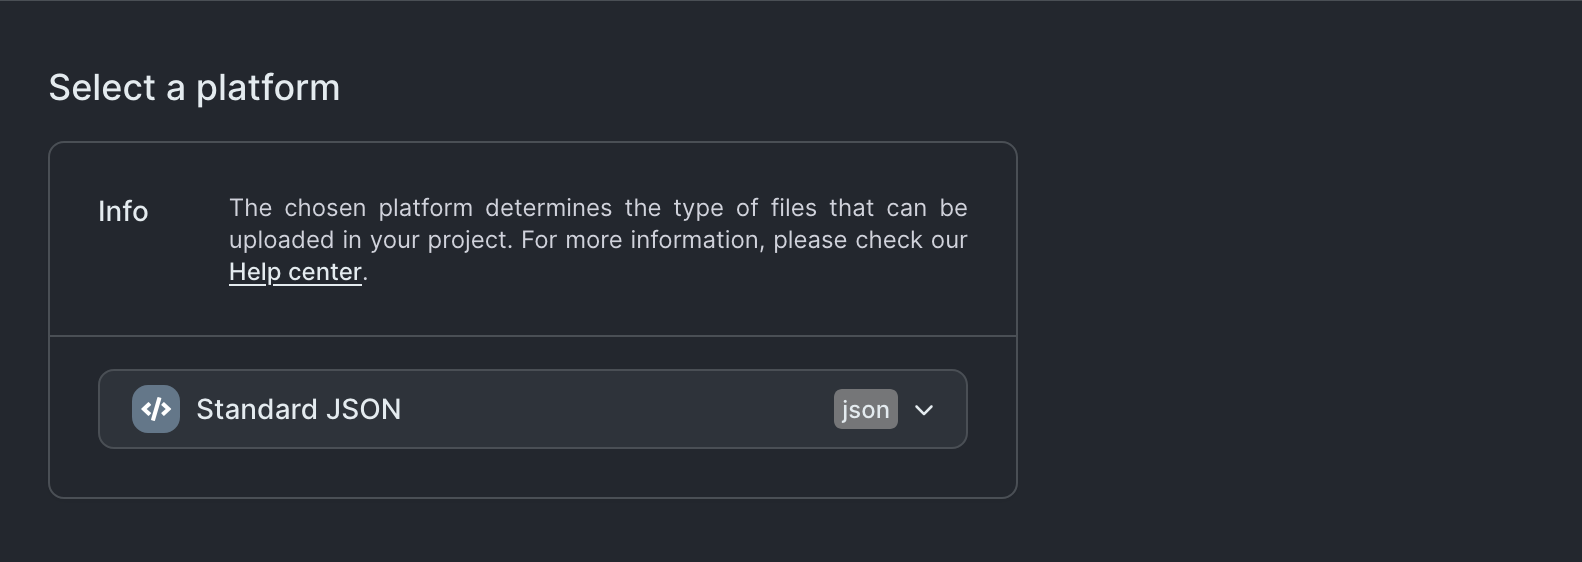 Select a platform
Info
The chosen platform determines the type of files that can be
uploaded in your project. For more information, please check our
Help center.
Standard JSON
json